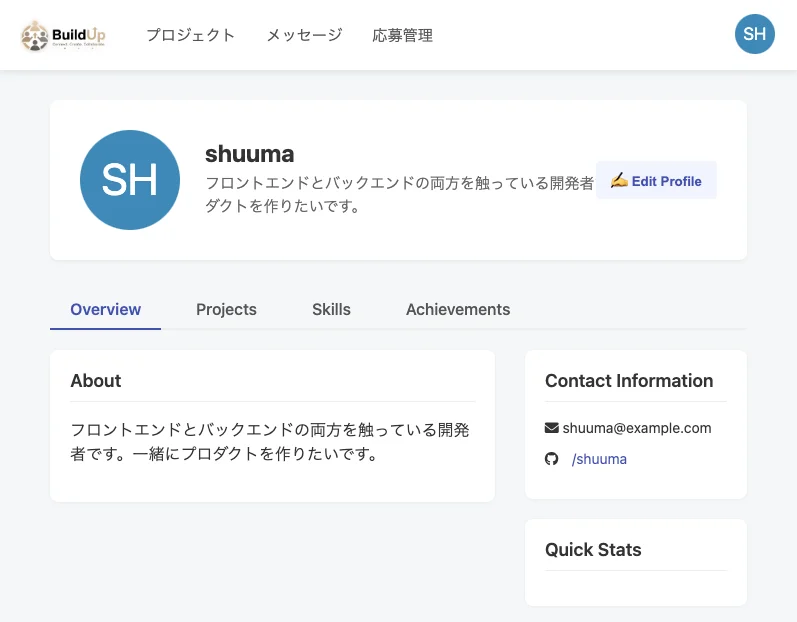 BuildUp
プロジェクト
メッセージ
応募管理
SH
SH
shuuma
フロントエンドとバックエンドの両方を触っている開発者
ダクトを作りたいです。
✍️ Edit Profile
Overview
Projects
Skills
Achievements
About
フロントエンドとバックエンドの両方を触っている開発
者です。一緒にプロダクトを作りたいです。
Contact Information
shuuma@example.com
/shuuma
Quick Stats